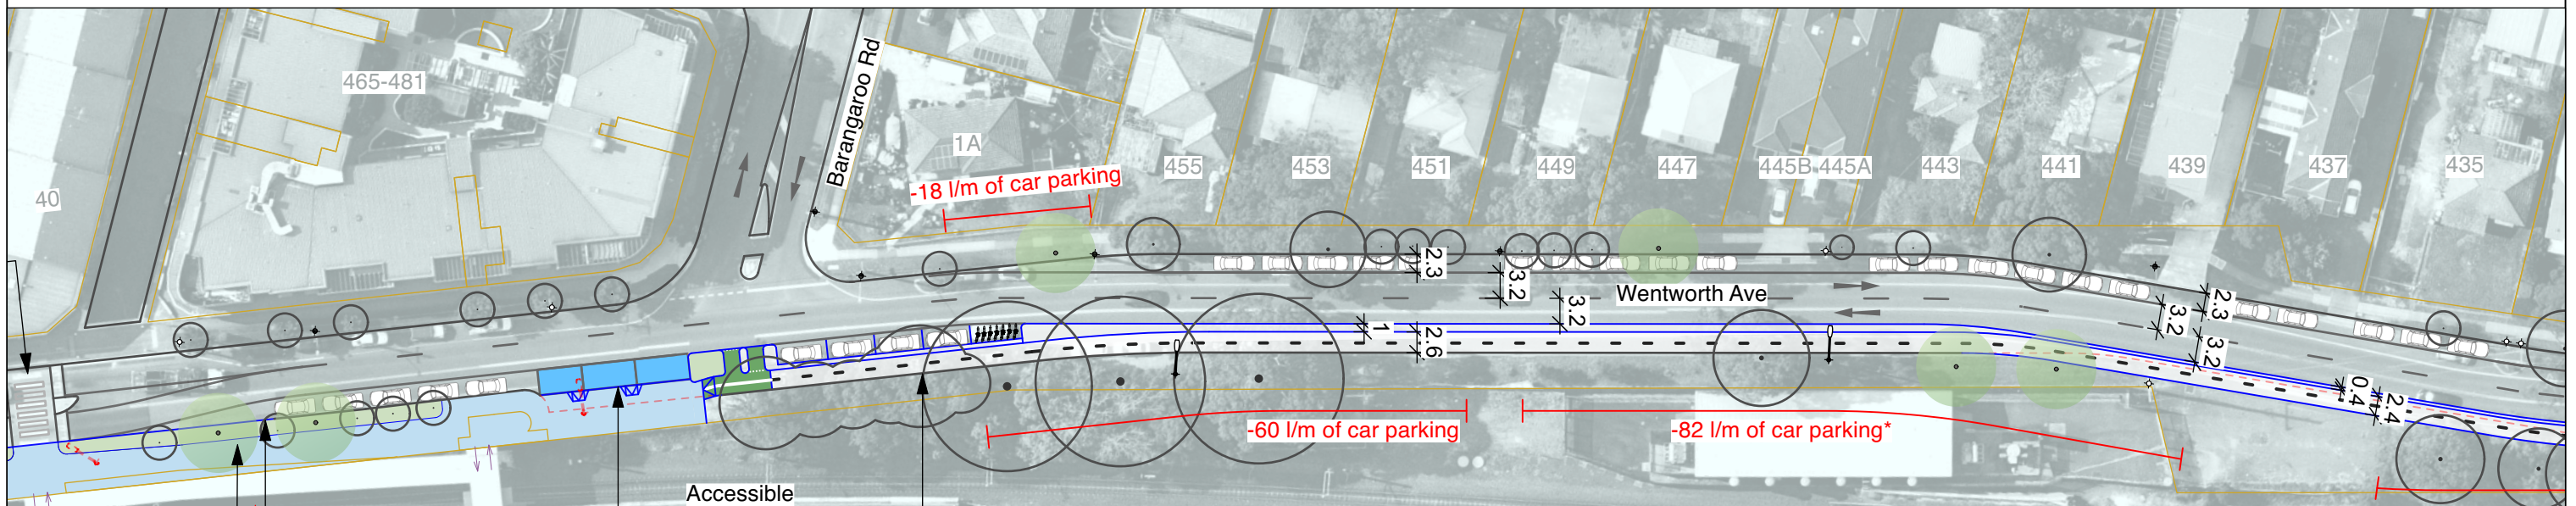 465-481
40
Barangaroo Rd
1A
-18 l/m of car parking
455
453
451
449
447
445B
445A
443
441
439
437
435
2.3
3.2
3.2
Wentworth Ave
1
2.6
2.3
3.2
3.2
0.4
2.4
-60 l/m of car parking
-82 l/m of car parking*
Accessible